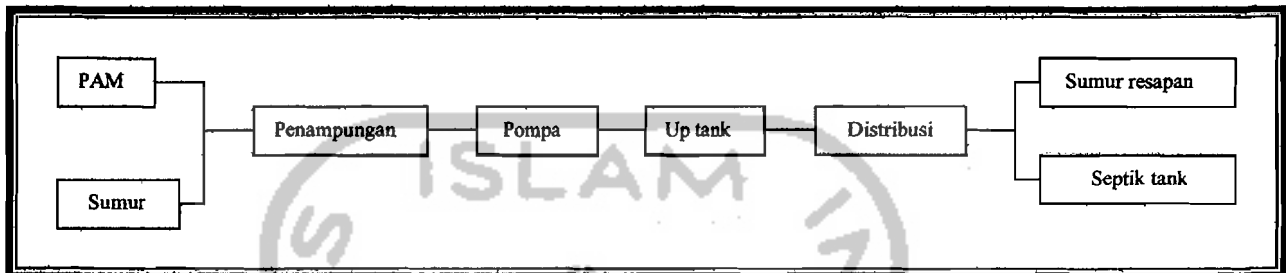 PAM
Sumur
Penampungan
Pompa
Up tank
Distribusi
Sumur resapan
Septik tank
ISLAM